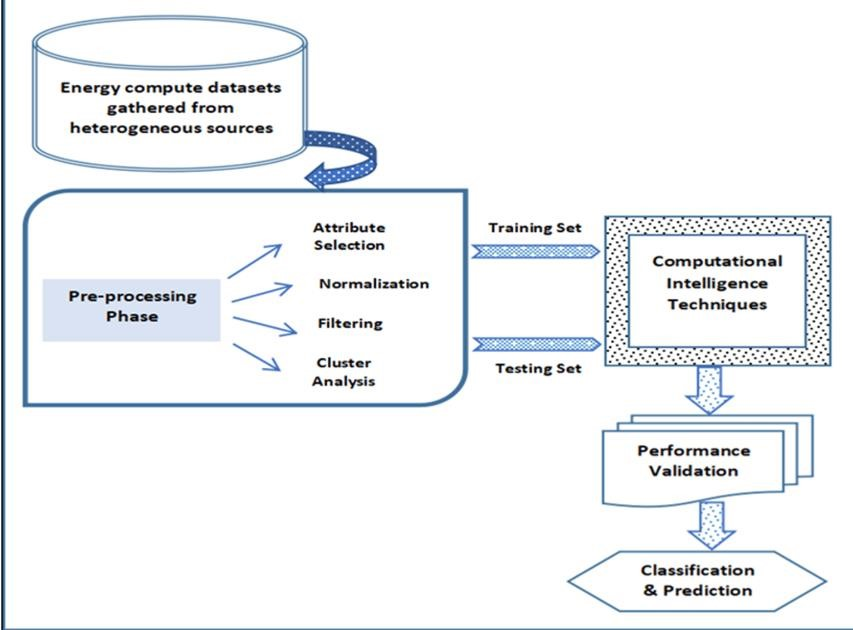 Energy compute datasets
gathered from
heterogeneous sources
Attribute
Selection
Normalization
Pre-processing
Phase
Filtering
Cluster
Analysis
Training Set
Testing Set
Computational
Intelligence
Techniques
Performance
Validation
Classification
& Prediction